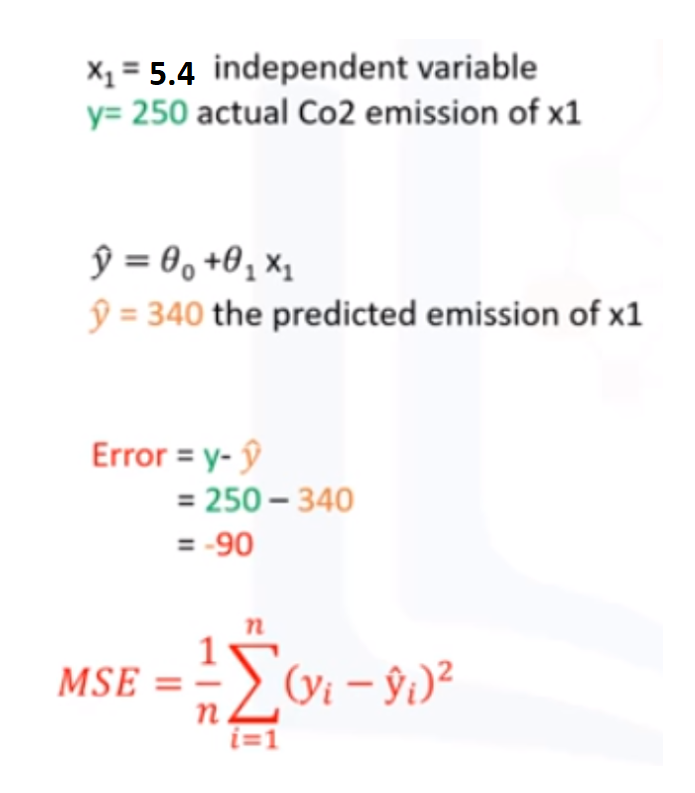 x₁ = 5.4 independent variable
y= 250 actual Co2 emission of x1
ŷ = θ₀ +θ₁ x₁
ŷ = 340 the predicted emission of x1
Error = y- ŷ
= 250 – 340
= -90
MSE = 1/n ∑ᵢ₌₁ⁿ (yᵢ − ŷᵢ)²